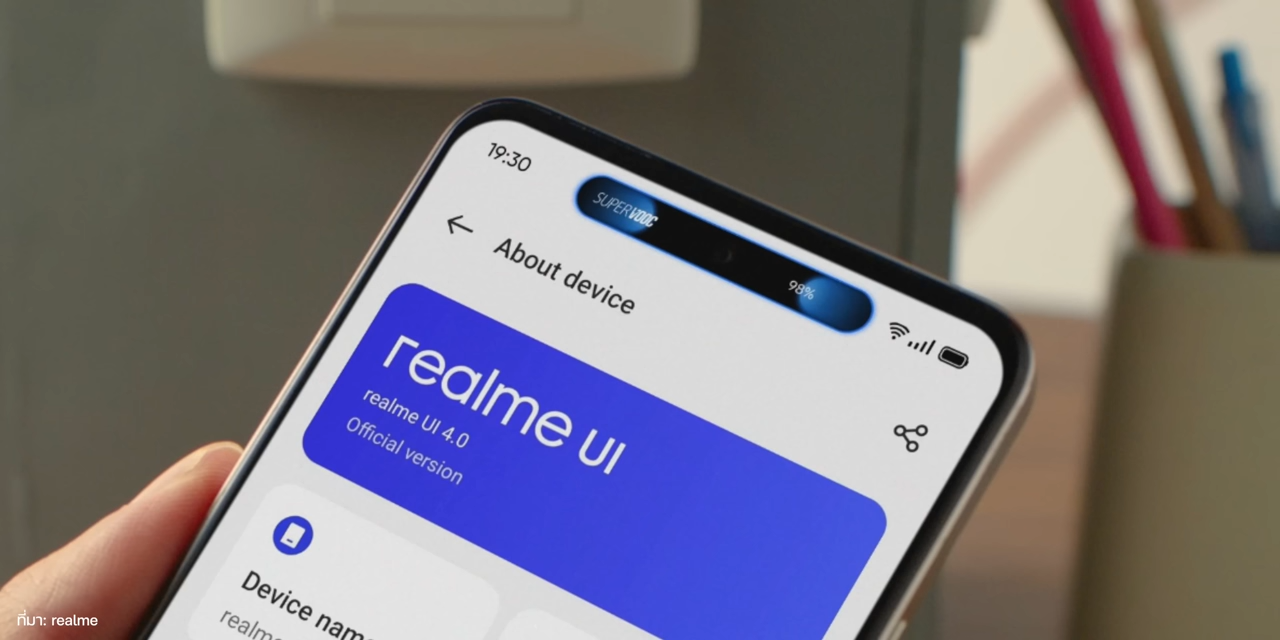 19:30
SUPERVOOC
98%
About device
realme UI
realme UI 4.0
Official version
Device name
realme
ที่มา: realme